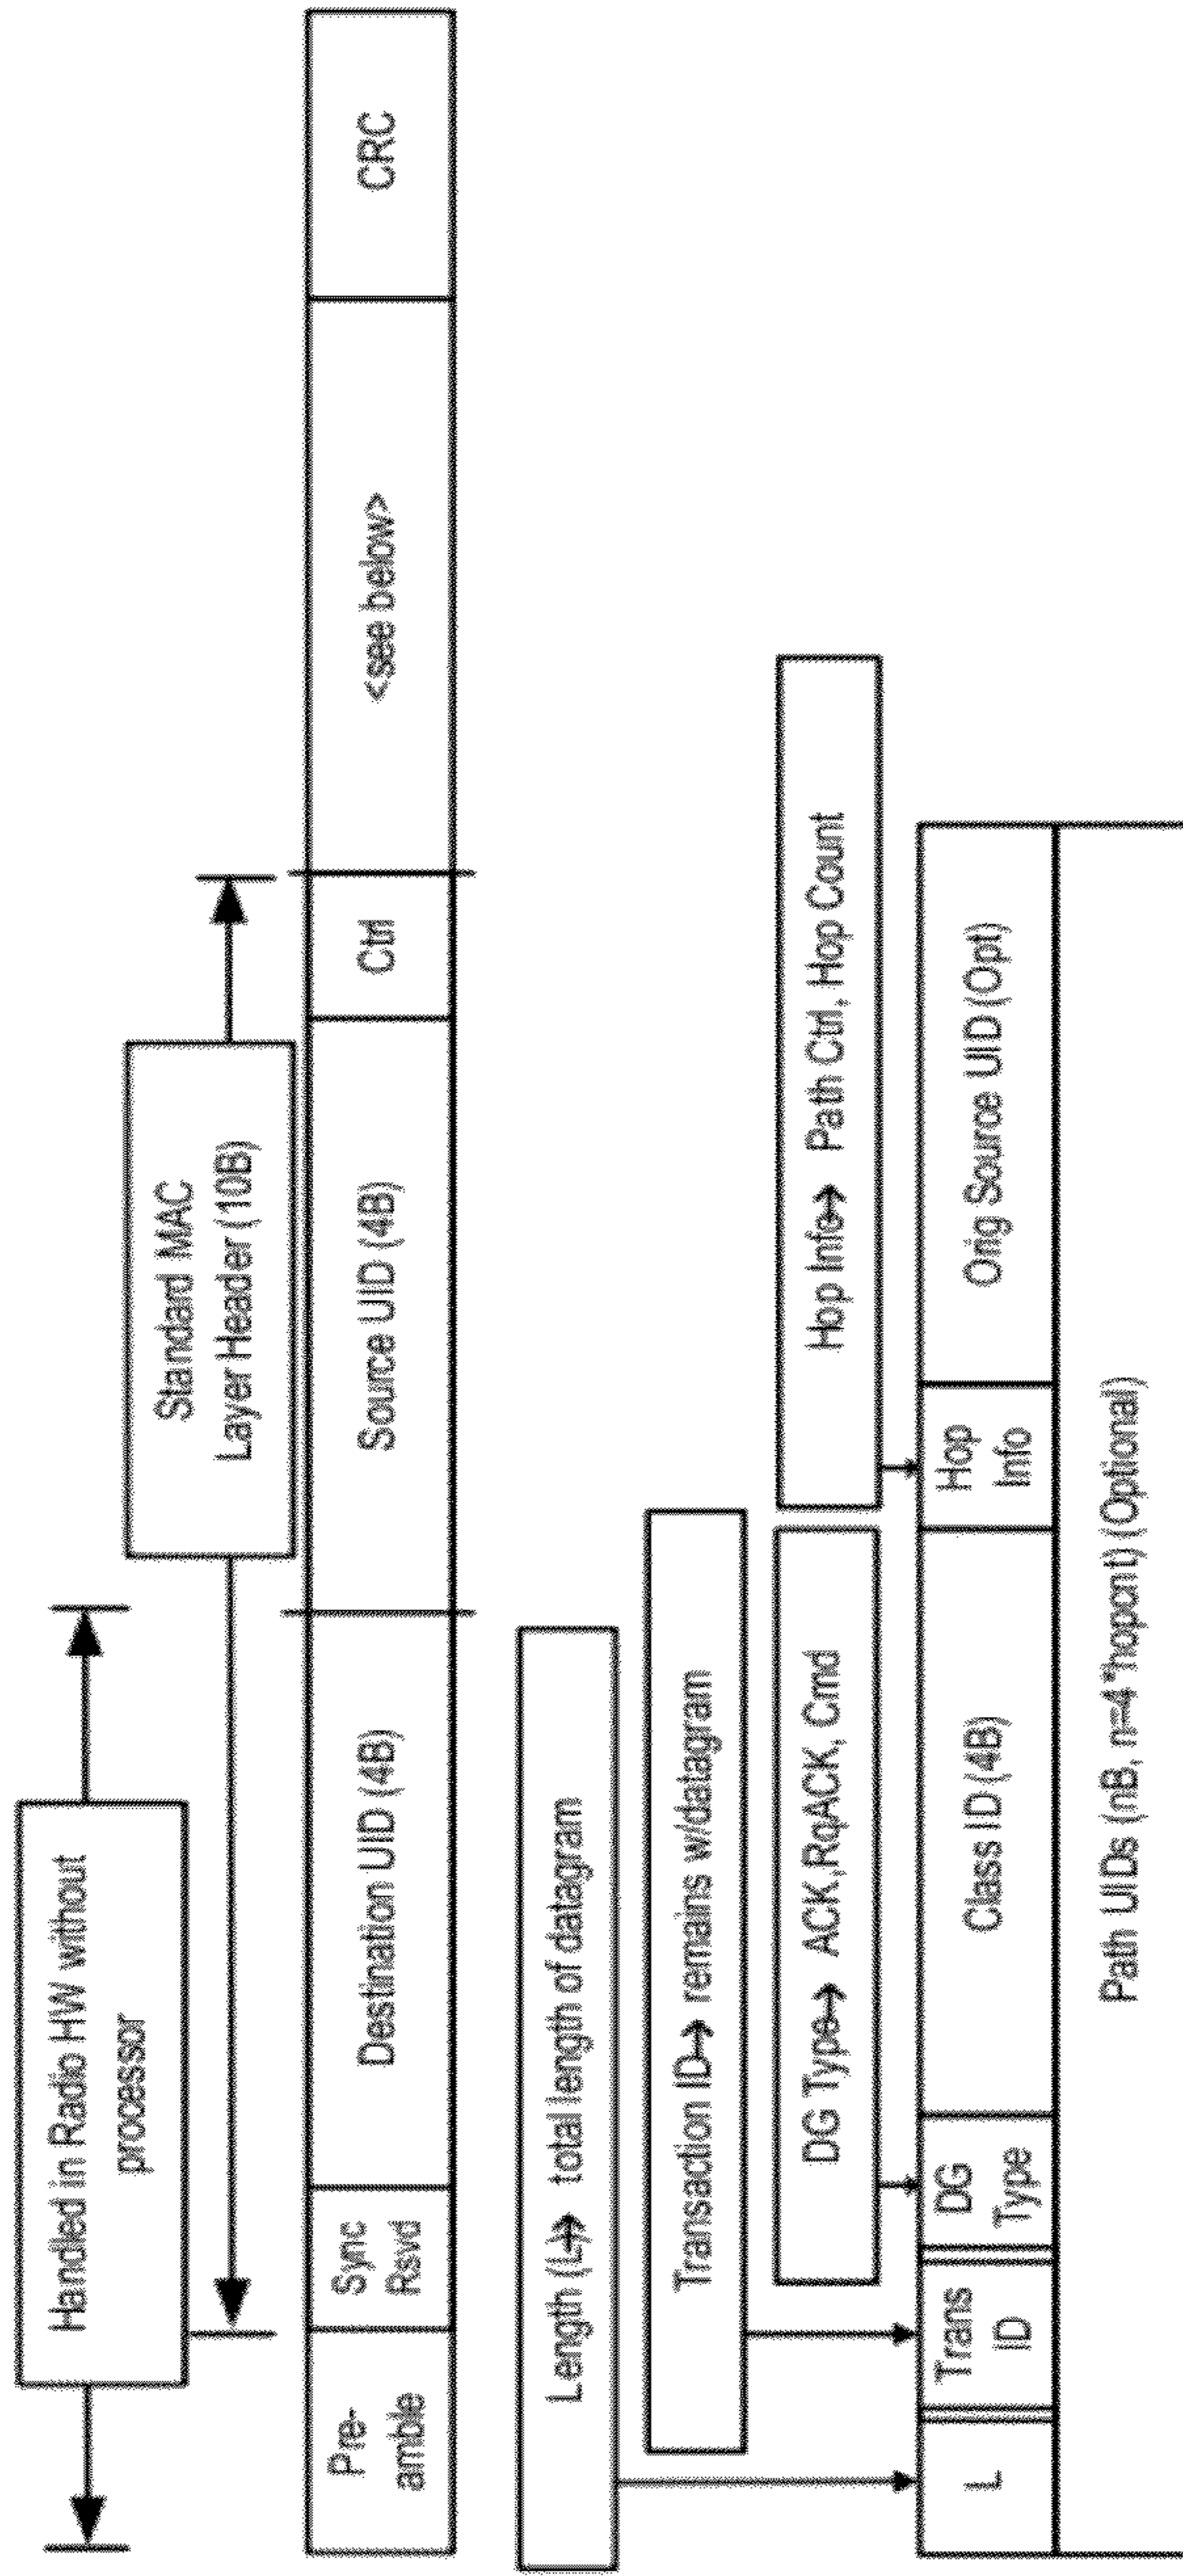 Handled in Radio HW without
processor
Standard MAC
Layer Header (10B)
Pre-
amble
Sync
Rsvd
Destination UID (4B)
Source UID (4B)
Ctrl
<see below>
CRC
Length (L)→ total length of datagram
Transaction ID→ remains w/datagram
DG Type→ ACK,RqACK, Cmd
Hop Info→ Path Ctrl, Hop Count
L
Trans
ID
DG
Type
Class ID (4B)
Hop
Info
Orig Source UID (Opt)
Path UIDs (nB, n=4*hopcnt) (Optional)